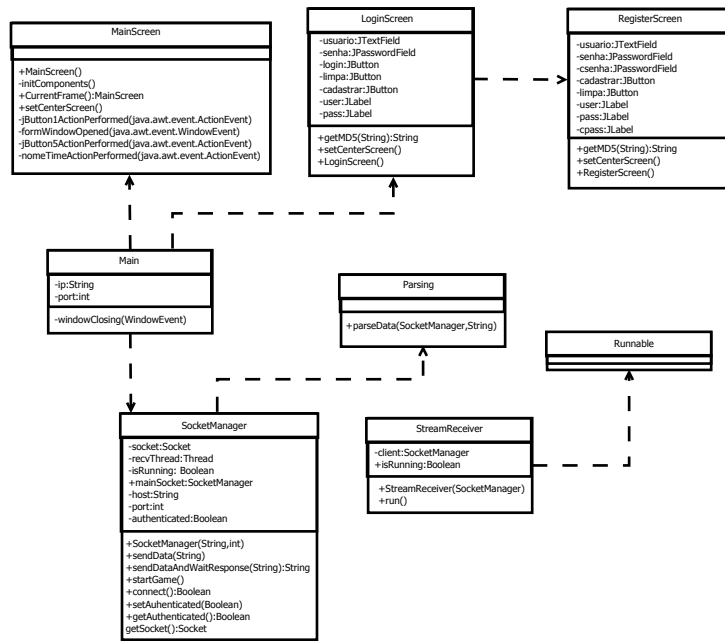 MainScreen
+MainScreen()
-initComponents()
+CurrentFrame():MainScreen
+setCenterScreen()
-jButton1ActionPerformed(java.awt.event.ActionEvent)
-formWindowOpened(java.awt.event.WindowEvent)
-jButton5ActionPerformed(java.awt.event.ActionEvent)
-nomeTimeActionPerformed(java.awt.event.ActionEvent)
LoginScreen
-usuario:JTextField
-senha:JPasswordField
-login:JButton
-limpa:JButton
-cadastrar:JButton
-user:JLabel
-pass:JLabel
+getMD5(String):String
+setCenterScreen()
+LoginScreen()
RegisterScreen
-usuario:JTextField
-senha:JPasswordField
-csenha:JPasswordField
-cadastrar:JButton
-limpa:JButton
-user:JLabel
-pass:JLabel
-cpass:JLabel
+getMD5(String):String
+setCenterScreen()
+RegisterScreen()
Main
-ip:String
-port:int
-windowClosing(WindowEvent)
Parsing
+parseData(SocketManager,String)
Runnable
SocketManager
-socket:Socket
-recvThread:Thread
-isRunning: Boolean
+mainSocket:SocketManager
-host:String
-port:int
-authenticated:Boolean
+SocketManager(String,int)
+sendData(String)
+sendDataAndWaitResponse(String):String
+startGame()
+connect():Boolean
+setAuhenticated(Boolean)
+getAuthenticated():Boolean
getSocket():Socket
StreamReceiver
-client:SocketManager
+isRunning:Boolean
+StreamReceiver(SocketManager)
+run()